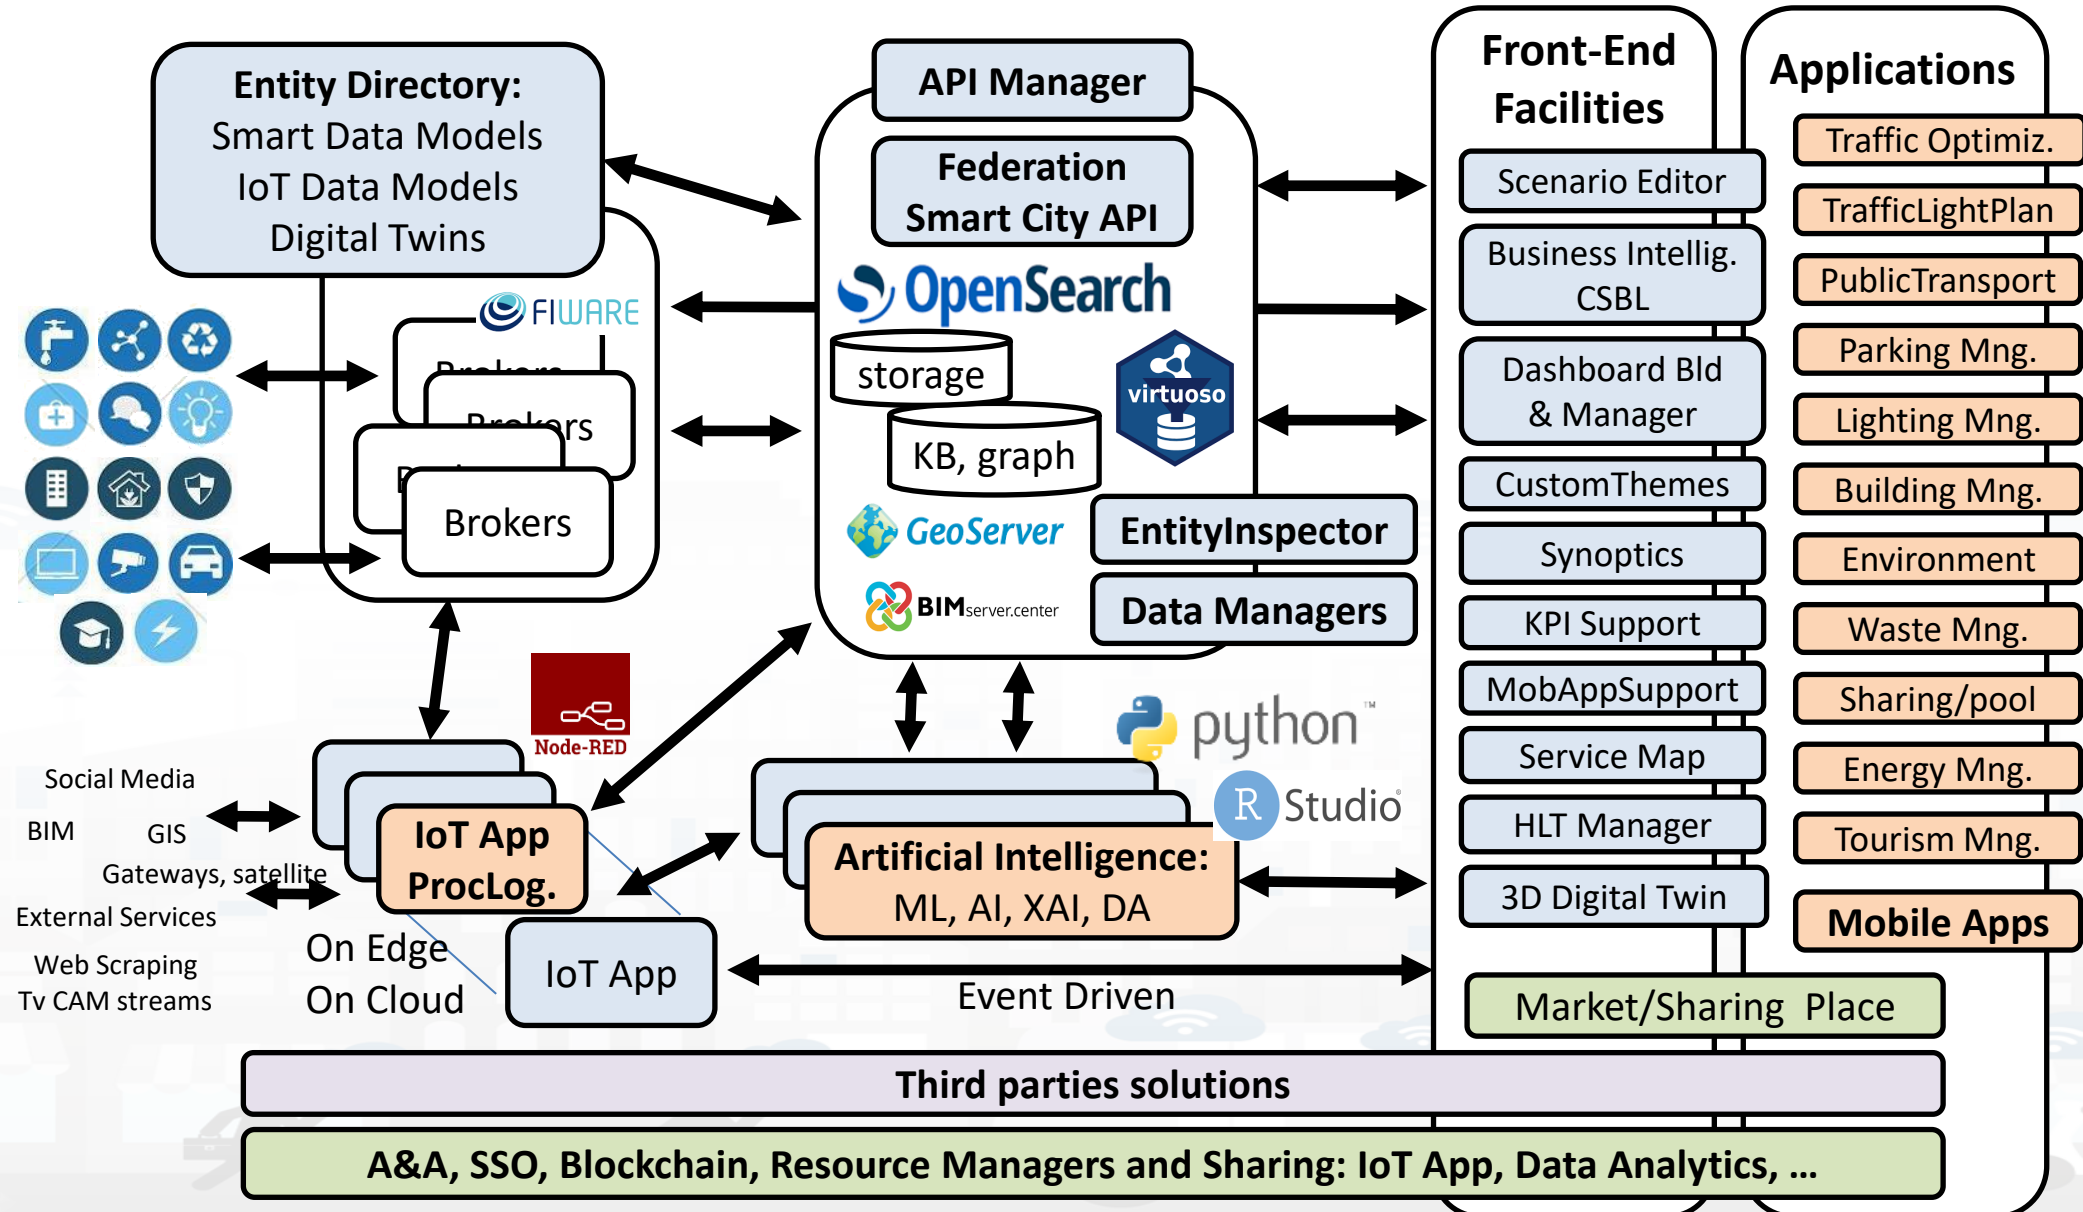 Entity Directory:
Smart Data Models
IoT Data Models
Digital Twins
FIWARE
Brokers
Brokers
Brokers
API Manager
Federation
Smart City API
OpenSearch
storage
virtuoso
KB, graph
GeoServer
EntityInspector
BIMserver.center
Data Managers
Node-RED
python™
R Studio
Social Media
BIM
GIS
Gateways, satellite
External Services
Web Scraping
Tv CAM streams
IoT App
ProcLog.
On Edge
On Cloud
IoT App
Artificial Intelligence:
ML, AI, XAI, DA
Event Driven
Front-End
Facilities
Scenario Editor
Business Intellig.
CSBL
Dashboard Bld
& Manager
CustomThemes
Synoptics
KPI Support
MobAppSupport
Service Map
HLT Manager
3D Digital Twin
Applications
Traffic Optimiz.
TrafficLightPlan
PublicTransport
Parking Mng.
Lighting Mng.
Building Mng.
Environment
Waste Mng.
Sharing/pool
Energy Mng.
Tourism Mng.
Mobile Apps
Market/Sharing Place
Third parties solutions
A&A, SSO, Blockchain, Resource Managers and Sharing: IoT App, Data Analytics, ...